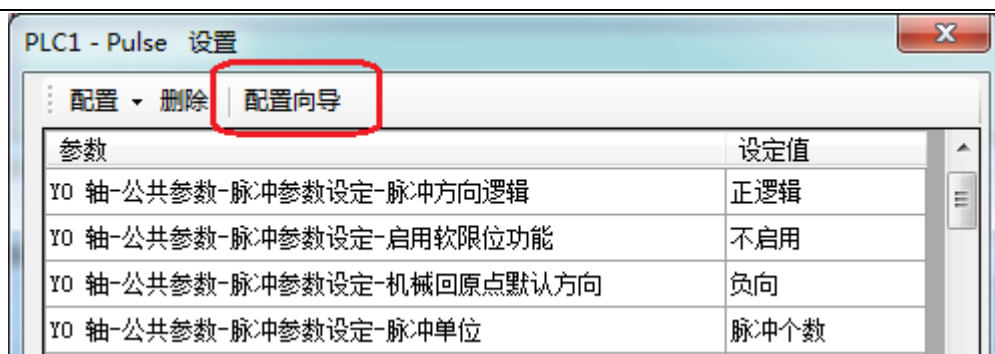 PLC1 - Pulse 设置
配置 删除 配置向导
参数 设定值
Y0 轴-公共参数-脉冲参数设定-脉冲方向逻辑 正逻辑
Y0 轴-公共参数-脉冲参数设定-启用软限位功能 不启用
Y0 轴-公共参数-脉冲参数设定-机械回原点默认方向 负向
Y0 轴-公共参数-脉冲参数设定-脉冲单位 脉冲个数